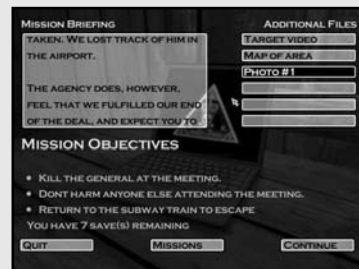 Mission Briefing
TAKEN. WE LOST TRACK OF HIM IN
THE AIRPORT.
THE AGENCY DOES, HOWEVER,
FEEL THAT WE FULFILLED OUR END
OF THE DEAL, AND EXPECT YOU TO
Additional Files
Target video
Map of area
Photo #1
Mission Objectives
• Kill the general at the meeting.
• Dont harm anyone else attending the meeting.
• Return to the subway train to escape
You have 7 save(s) remaining
Quit
Missions
Continue